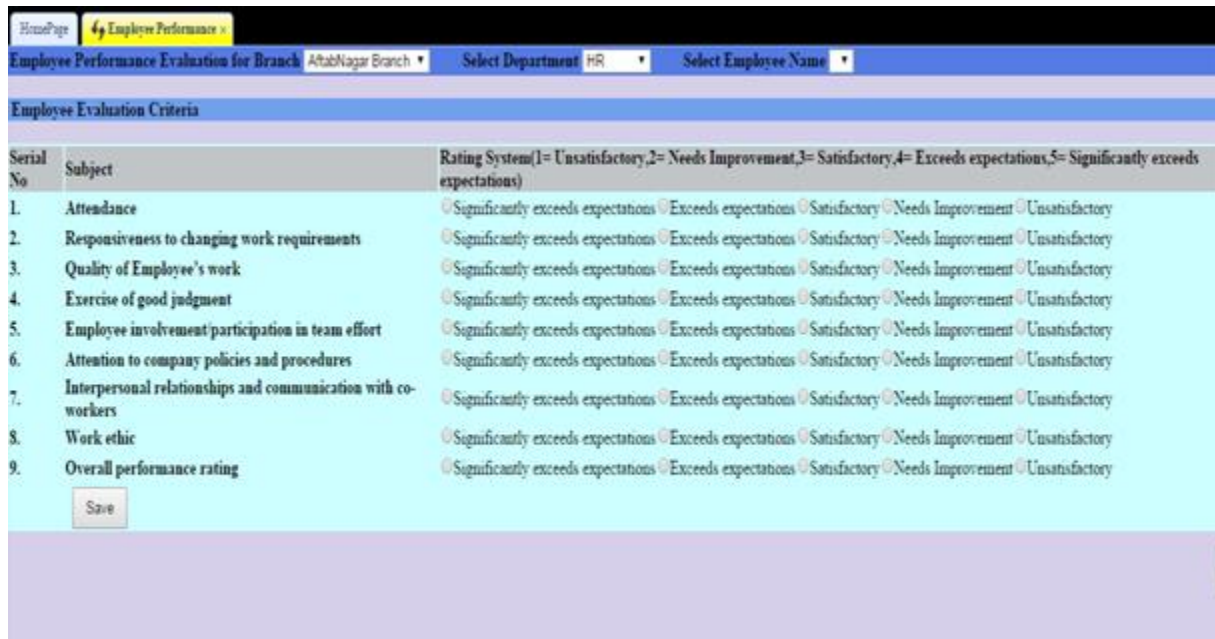 HomePage Employee Performance ×
Employee Performance Evaluation for Branch AftabNagar Branch Select Department HR Select Employee Name
Employee Evaluation Criteria
Serial No Subject Rating System(1= Unsatisfactory,2= Needs Improvement,3= Satisfactory,4= Exceeds expectations,5= Significantly exceeds expectations)
1. Attendance Significantly exceeds expectations Exceeds expectations Satisfactory Needs Improvement Unsatisfactory
2. Responsiveness to changing work requirements Significantly exceeds expectations Exceeds expectations Satisfactory Needs Improvement Unsatisfactory
3. Quality of Employee's work Significantly exceeds expectations Exceeds expectations Satisfactory Needs Improvement Unsatisfactory
4. Exercise of good judgment Significantly exceeds expectations Exceeds expectations Satisfactory Needs Improvement Unsatisfactory
5. Employee involvement/participation in team effort Significantly exceeds expectations Exceeds expectations Satisfactory Needs Improvement Unsatisfactory
6. Attention to company policies and procedures Significantly exceeds expectations Exceeds expectations Satisfactory Needs Improvement Unsatisfactory
7. Interpersonal relationships and communication with co-workers Significantly exceeds expectations Exceeds expectations Satisfactory Needs Improvement Unsatisfactory
8. Work ethic Significantly exceeds expectations Exceeds expectations Satisfactory Needs Improvement Unsatisfactory
9. Overall performance rating Significantly exceeds expectations Exceeds expectations Satisfactory Needs Improvement Unsatisfactory
Save